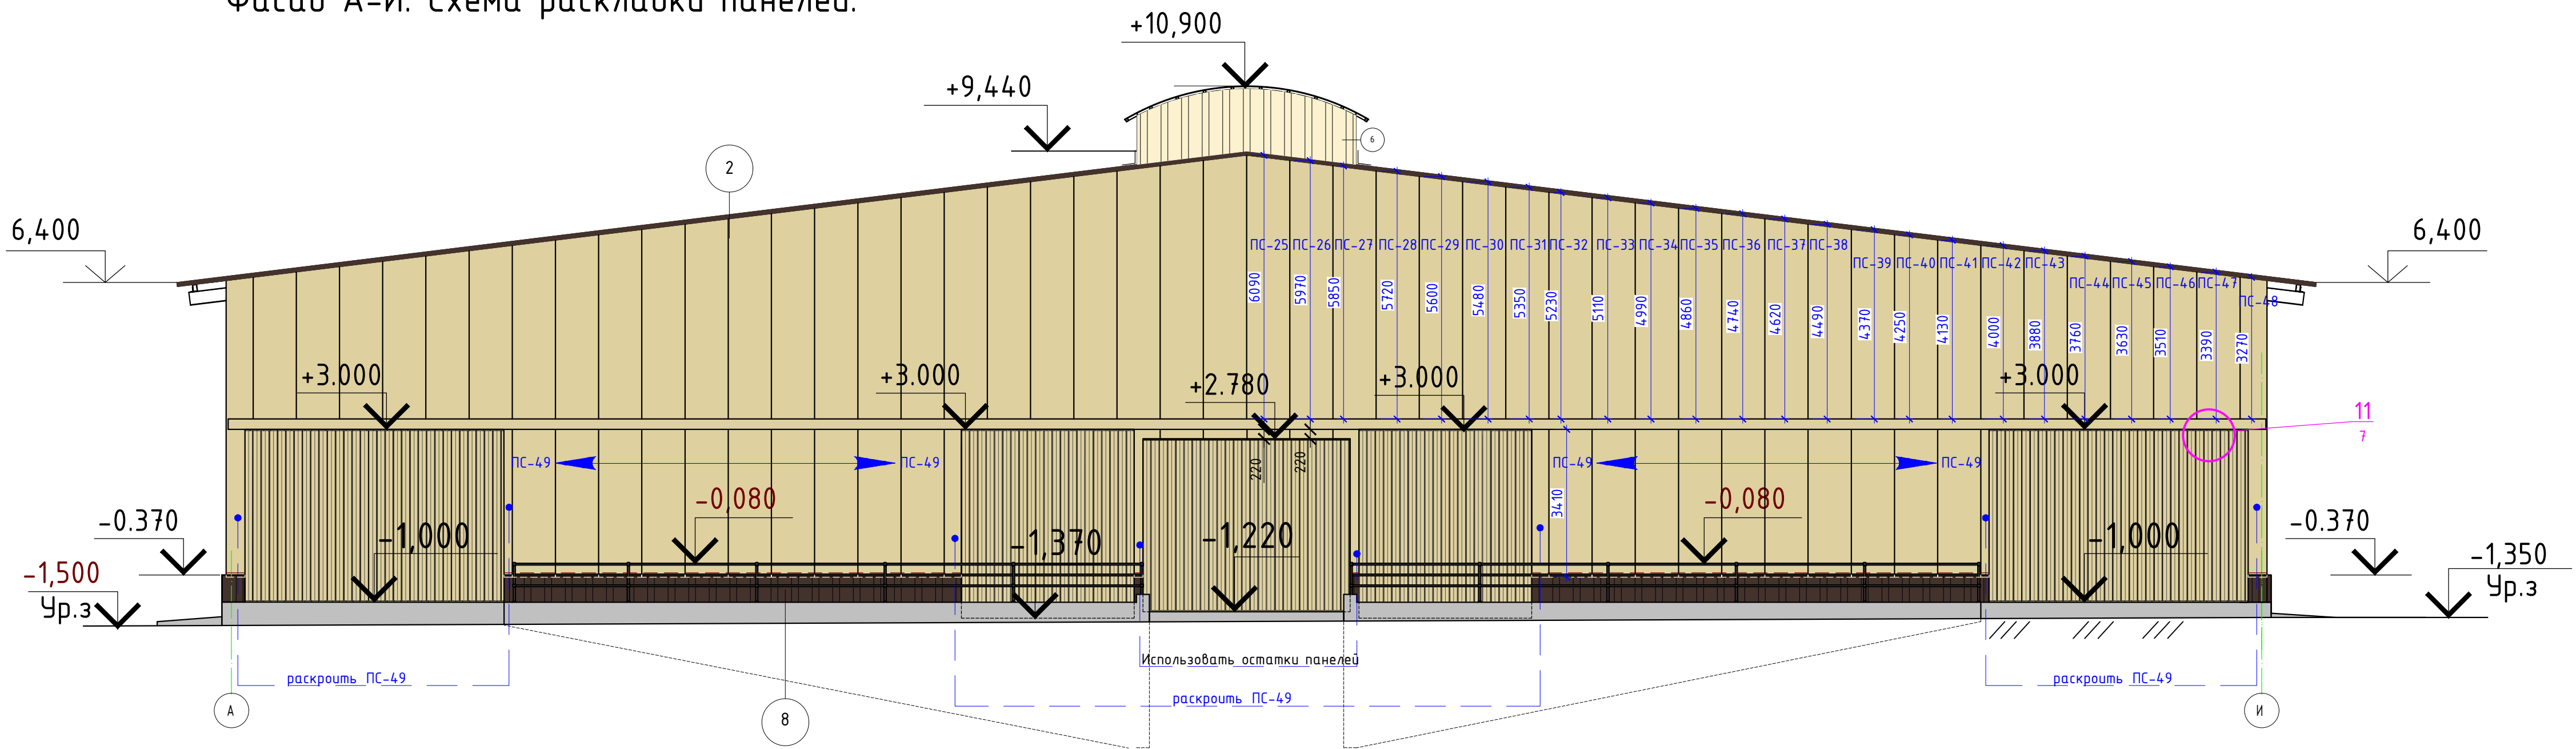 Фасад А-И. Схема раскладки панелей.
+10,900
+9,440
6
2
6,400
6,400
ПС-25 ПС-26 ПС-27 ПС-28 ПС-29 ПС-30 ПС-31 ПС-32 ПС-33 ПС-34 ПС-35 ПС-36 ПС-37 ПС-38
ПС-39 ПС-40 ПС-41 ПС-42 ПС-43
ПС-44 ПС-45 ПС-46 ПС-47
ПС-48
6090 5970 5850 5720 5600 5480 5350 5230 5110 4990 4860 4740 4620 4490 4370 4250 4130 4000 3880 3760 3630 3510 3390 3270
+3.000 +3.000 +2.780 +3.000 +3.000
11
7
ПС-49 ПС-49 220 220 ПС-49 ПС-49
3410
-0,080 -0,080
-0.370 -1,000 -1,370 -1,220 -1,000 -0.370
-1,500
Ур.з
-1,350
Ур.з
Использовать остатки панелей
раскроить ПС-49 раскроить ПС-49 раскроить ПС-49
А 8 И